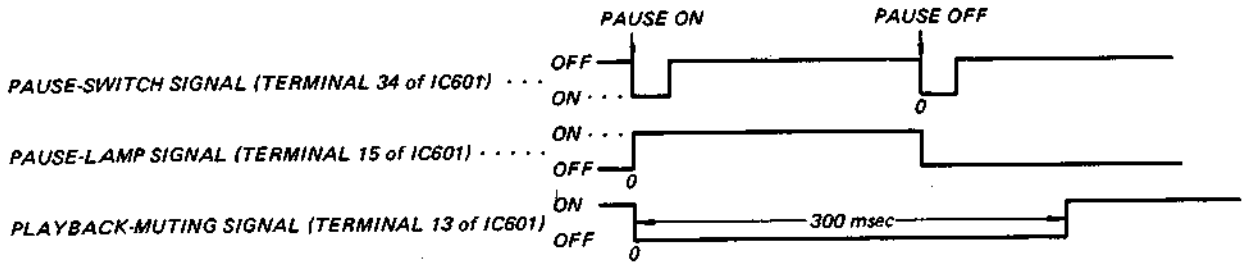 PAUSE ON
PAUSE OFF
PAUSE-SWITCH SIGNAL (TERMINAL 34 of IC601) · · · OFF
ON · · ·
0
PAUSE-LAMP SIGNAL (TERMINAL 15 of IC601) · · · · · ON · · ·
OFF
0
PLAYBACK-MUTING SIGNAL (TERMINAL 13 of IC601) ON
OFF
300 msec
0